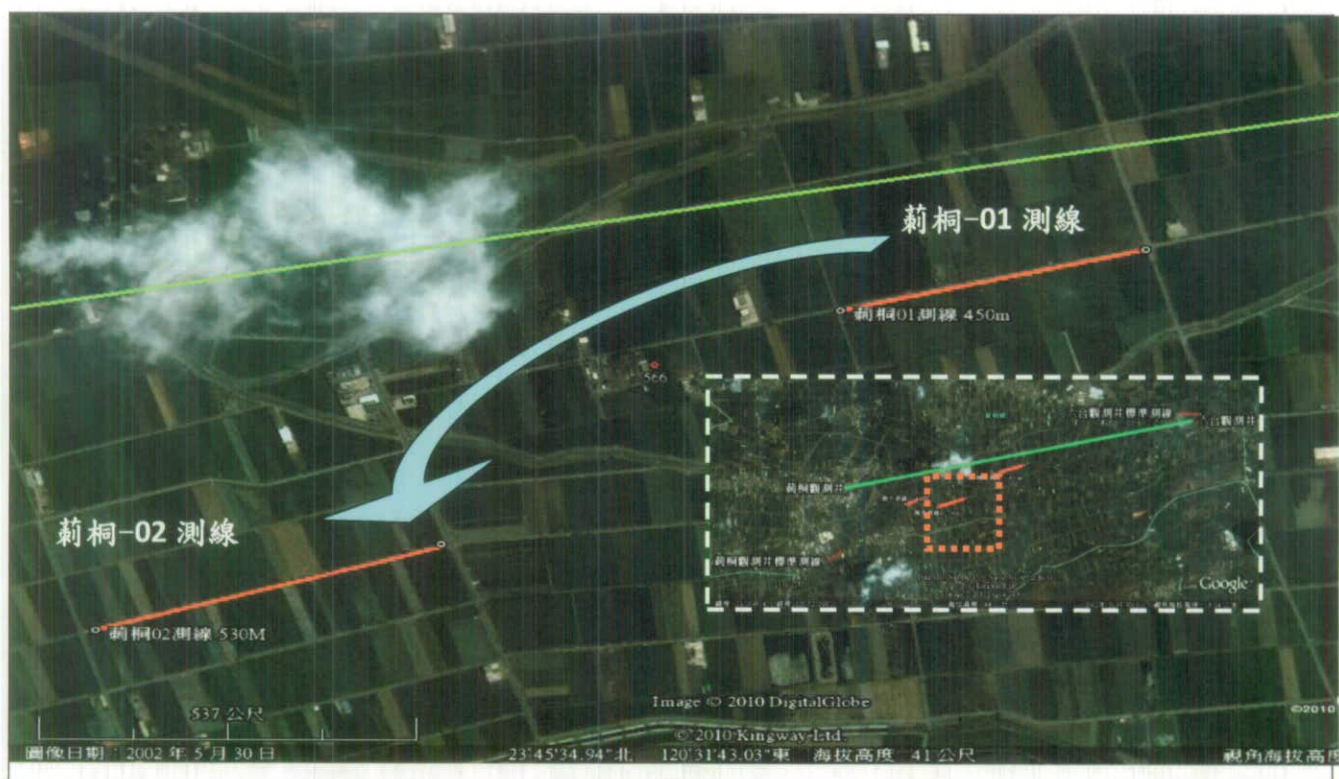 莿桐-01 測線
莿桐01測線 450m
566
六合觀測井標準測線
六合觀測井
莿桐觀測井
莿桐-02 測線
莿桐觀測井標準測線
Google
莿桐02測線 530M
Image © 2010 DigitalGlobe
537 公尺
©2010
© 2010 Kingway Ltd.
圖像日期：2002 年 5 月 30 日 23°45'34.94"北 120°31'43.03"東 海拔高度 41 公尺 視角海拔高度